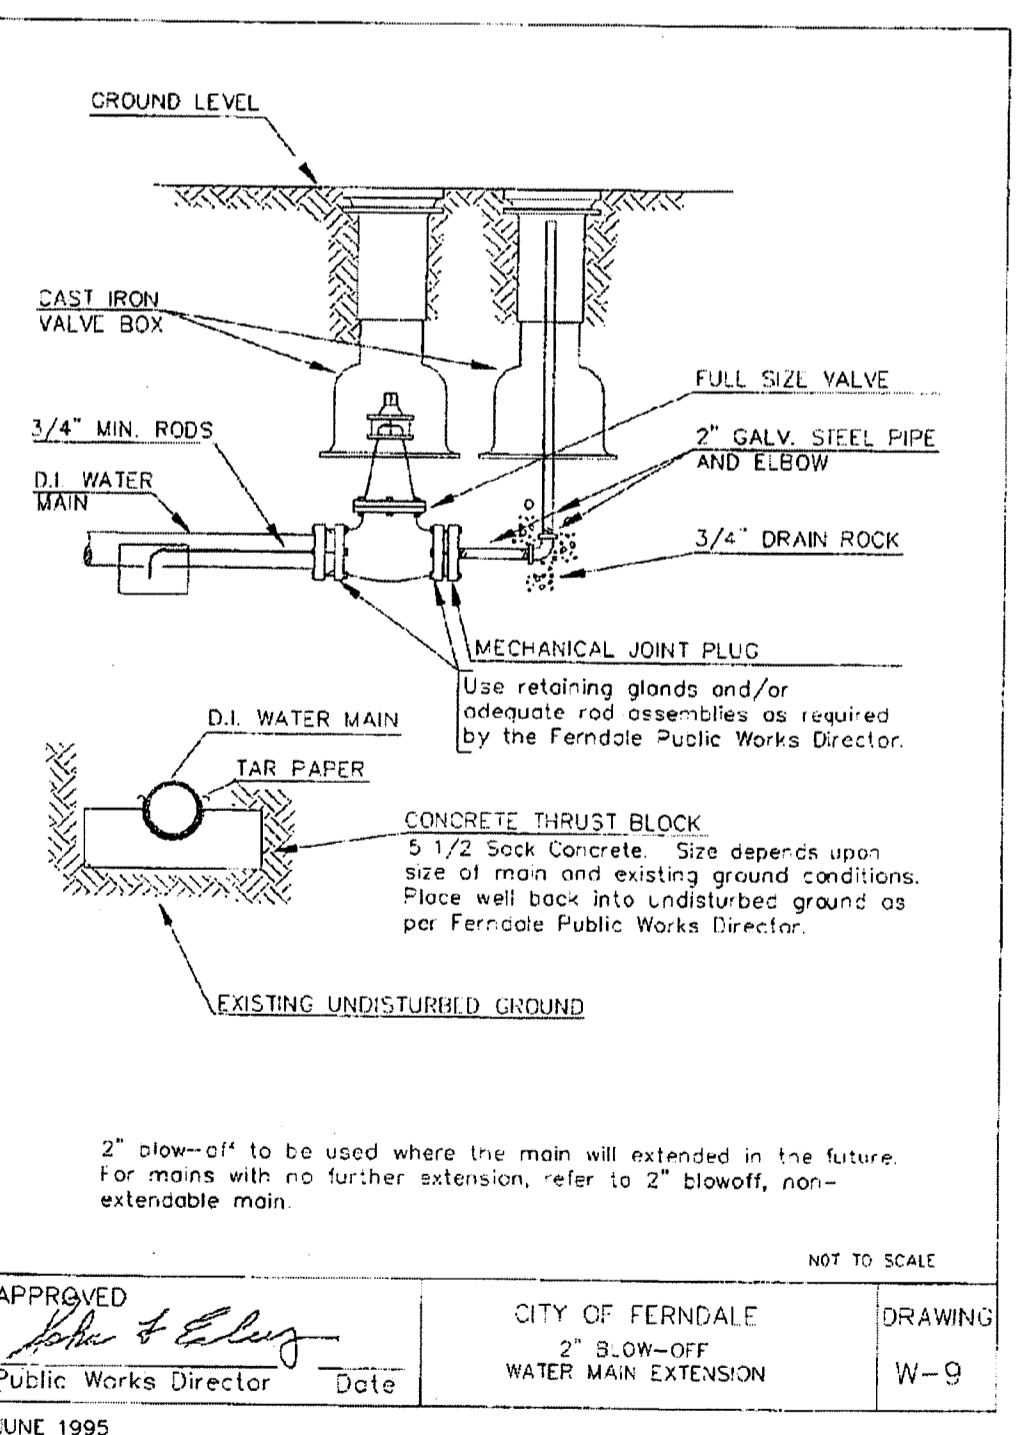 GROUND LEVEL
CAST IRON
VALVE BOX
FULL SIZE VALVE
3/4" MIN. RODS
2" GALV. STEEL PIPE
AND ELBOW
D.I. WATER
MAIN
3/4" DRAIN ROCK
MECHANICAL JOINT PLUG
Use retaining glands and/or
adequate rod assemblies as required
by the Ferndale Public Works Director.
D.I. WATER MAIN
TAR PAPER
CONCRETE THRUST BLOCK
5 1/2 Sack Concrete. Size depends upon
size of main and existing ground conditions.
Place well back into undisturbed ground as
per Ferndale Public Works Director.
EXISTING UNDISTURBED GROUND
2" blow-off to be used where the main will extended in the future.
For mains with no further extension, refer to 2" blowoff, non-
extendable main.
NOT TO SCALE
APPROVED
Public Works Director Date
CITY OF FERNDALE
2" BLOW-OFF
WATER MAIN EXTENSION
DRAWING
W-9
JUNE 1995